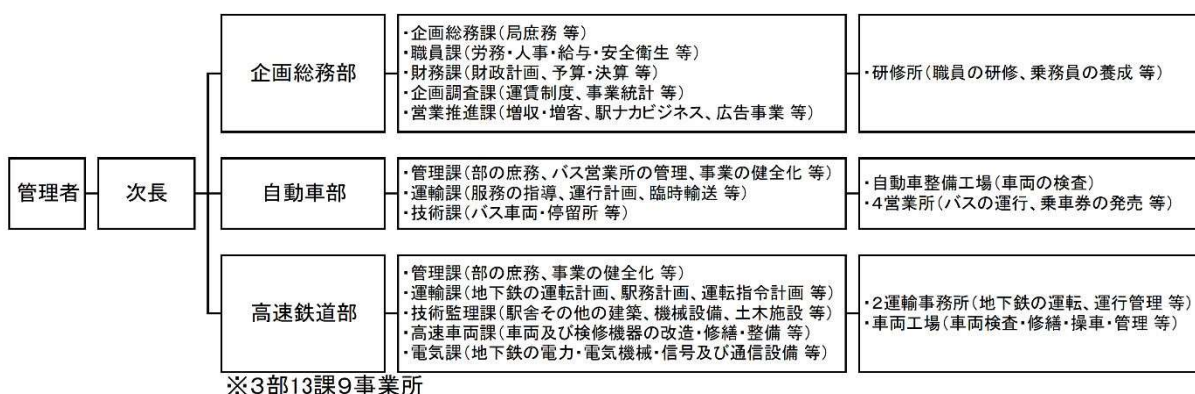 管理者
次長
企画総務部
・企画総務課(局庶務 等)
・職員課(労務・人事・給与・安全衛生 等)
・財務課(財政計画、予算・決算 等)
・企画調査課(運賃制度、事業統計 等)
・営業推進課(増収・増客、駅ナカビジネス、広告事業 等)
・研修所(職員の研修、乗務員の養成 等)
自動車部
・管理課(部の庶務、バス営業所の管理、事業の健全化 等)
・運輸課(服務の指導、運行計画、臨時輸送 等)
・技術課(バス車両・停留所 等)
・自動車整備工場(車両の検査)
・4営業所(バスの運行、乗車券の発売 等)
高速鉄道部
・管理課(部の庶務、事業の健全化 等)
・運輸課(地下鉄の運転計画、駅務計画、運転指令計画 等)
・技術監理課(駅舎その他の建築、機械設備、土木施設 等)
・高速車両課(車両及び検修機器の改造・修繕・整備 等)
・電気課(地下鉄の電力・電気機械・信号及び通信設備 等)
・2運輸事務所(地下鉄の運転、運行管理 等)
・車両工場(車両検査・修繕・操車・管理 等)
※3部13課9事業所